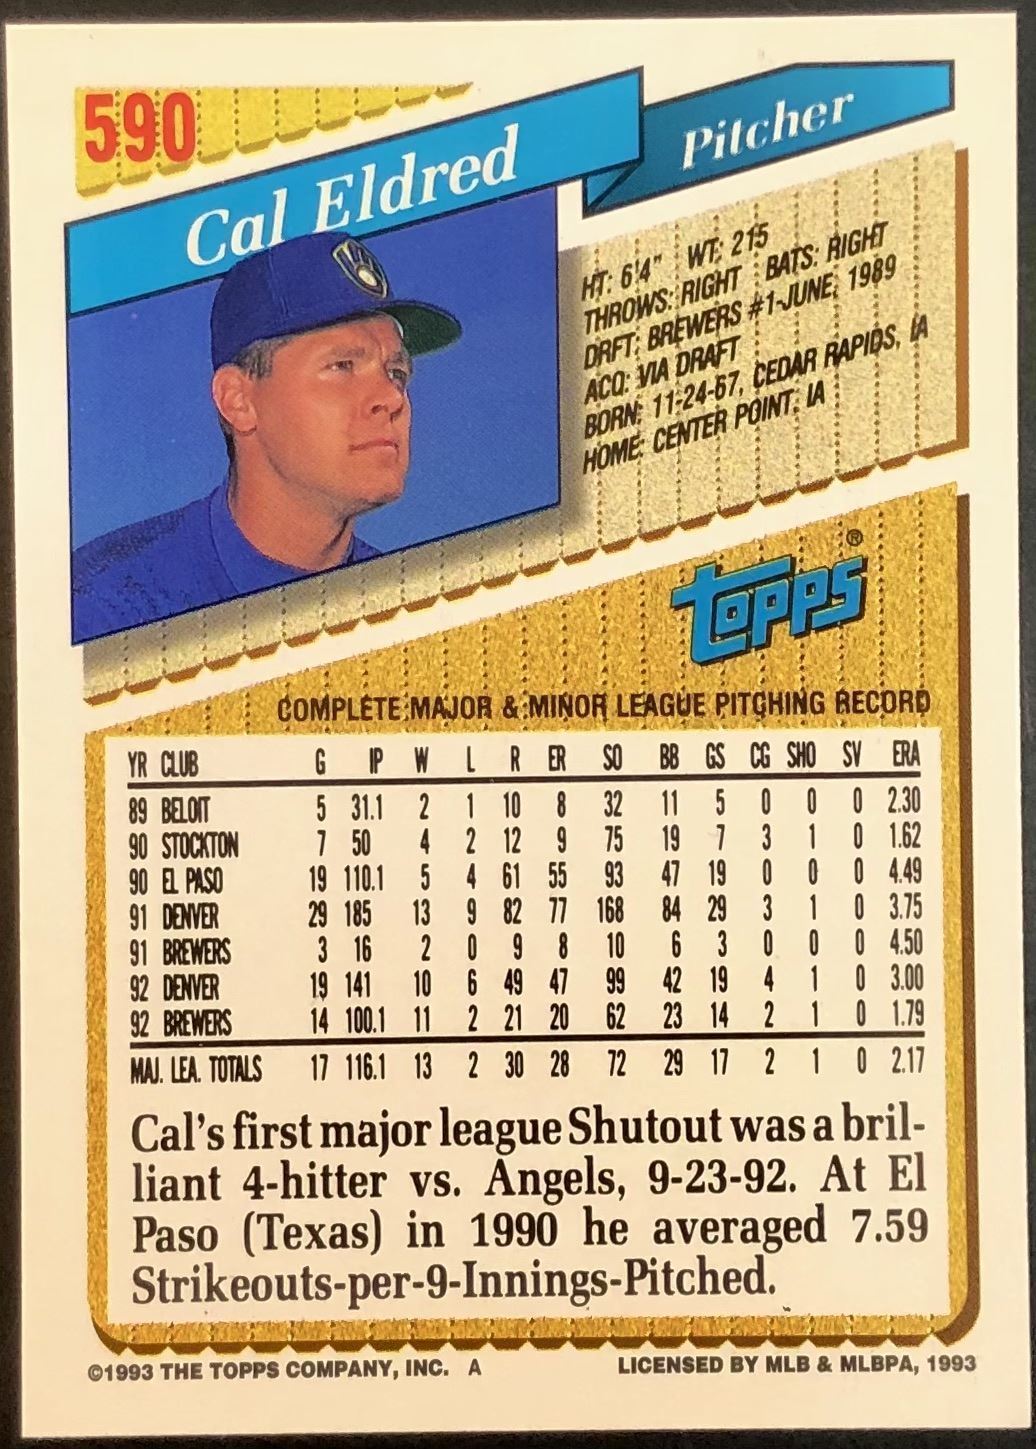 590
Cal Eldred
Pitcher
HT: 6'4" WT: 215
THROWS: RIGHT BATS: RIGHT
DRFT: BREWERS #1-JUNE, 1989
ACQ: VIA DRAFT
BORN: 11-24-67, CEDAR RAPIDS, IA
HOME: CENTER POINT, IA
TOPPS®
COMPLETE MAJOR & MINOR LEAGUE PITCHING RECORD
YR CLUB G IP W L R ER SO BB GS CG SHO SV ERA
89 BELOIT 5 31.1 2 1 10 8 32 11 5 0 0 0 2.30
90 STOCKTON 7 50 4 2 12 9 75 19 7 3 1 0 1.62
90 EL PASO 19 110.1 5 4 61 55 93 47 19 0 0 0 4.49
91 DENVER 29 185 13 9 82 77 168 84 29 3 1 0 3.75
91 BREWERS 3 16 2 0 9 8 10 6 3 0 0 0 4.50
92 DENVER 19 141 10 6 49 47 99 42 19 4 1 0 3.00
92 BREWERS 14 100.1 11 2 21 20 62 23 14 2 1 0 1.79
MAJ. LEA. TOTALS 17 116.1 13 2 30 28 72 29 17 2 1 0 2.17
Cal's first major league Shutout was a bril-
liant 4-hitter vs. Angels, 9-23-92. At El
Paso (Texas) in 1990 he averaged 7.59
Strikeouts-per-9-Innings-Pitched.
©1993 THE TOPPS COMPANY, INC. A
LICENSED BY MLB & MLBPA, 1993